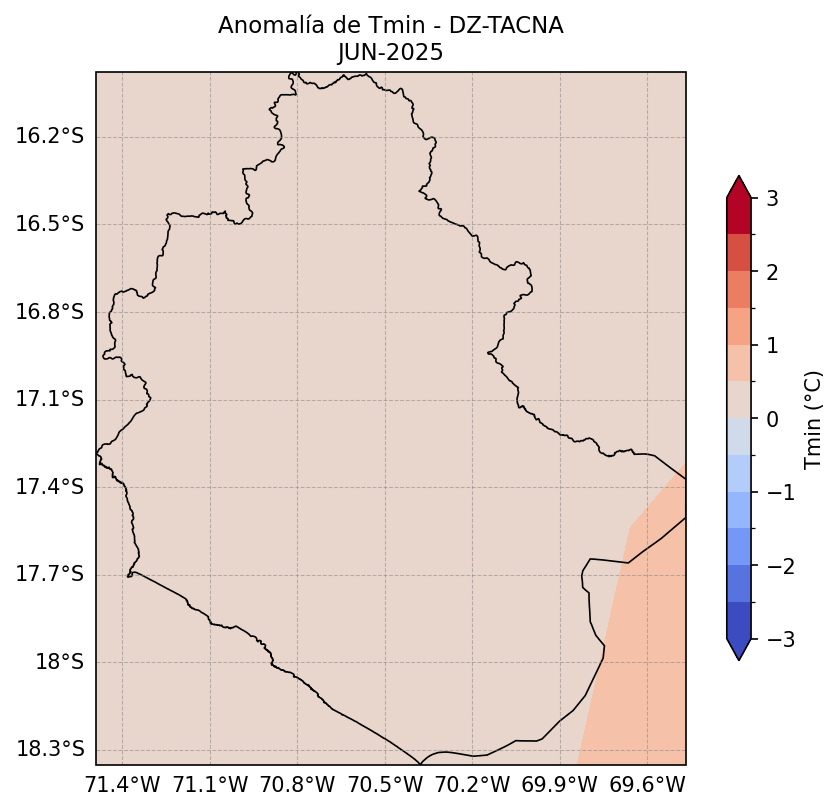 Anomalía de Tmin - DZ-TACNA
JUN-2025
16.2°S
16.5°S
16.8°S
17.1°S
17.4°S
17.7°S
18°S
18.3°S
71.4°W 71.1°W 70.8°W 70.5°W 70.2°W 69.9°W 69.6°W
3
2
1
0
−1
−2
−3
Tmin (°C)